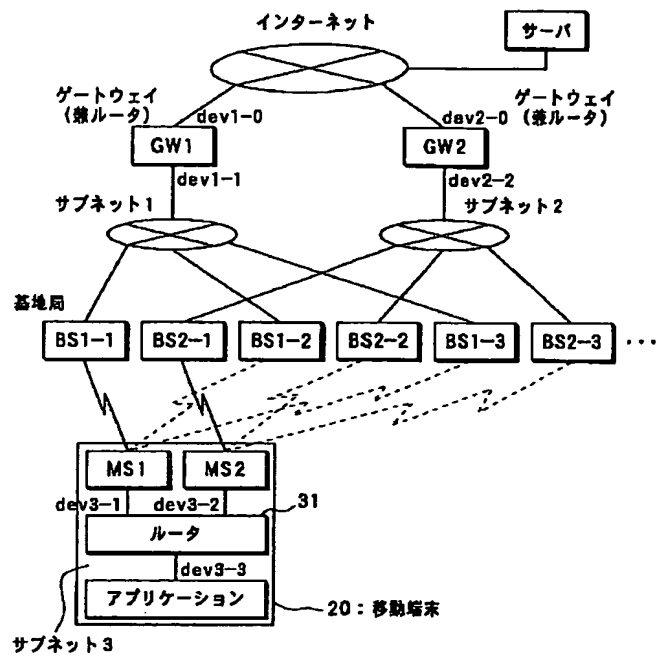 インターネット
サーバ
ゲートウェイ
(兼ルータ)
dev1-0
dev2-0
ゲートウェイ
(兼ルータ)
GW1
GW2
dev1-1
dev2-2
サブネット1
サブネット2
基地局
BS1-1
BS2-1
BS1-2
BS2-2
BS1-3
BS2-3
...
MS1
MS2
dev3-1
dev3-2
31
ルータ
dev3-3
アプリケーション
20:移動端末
サブネット3